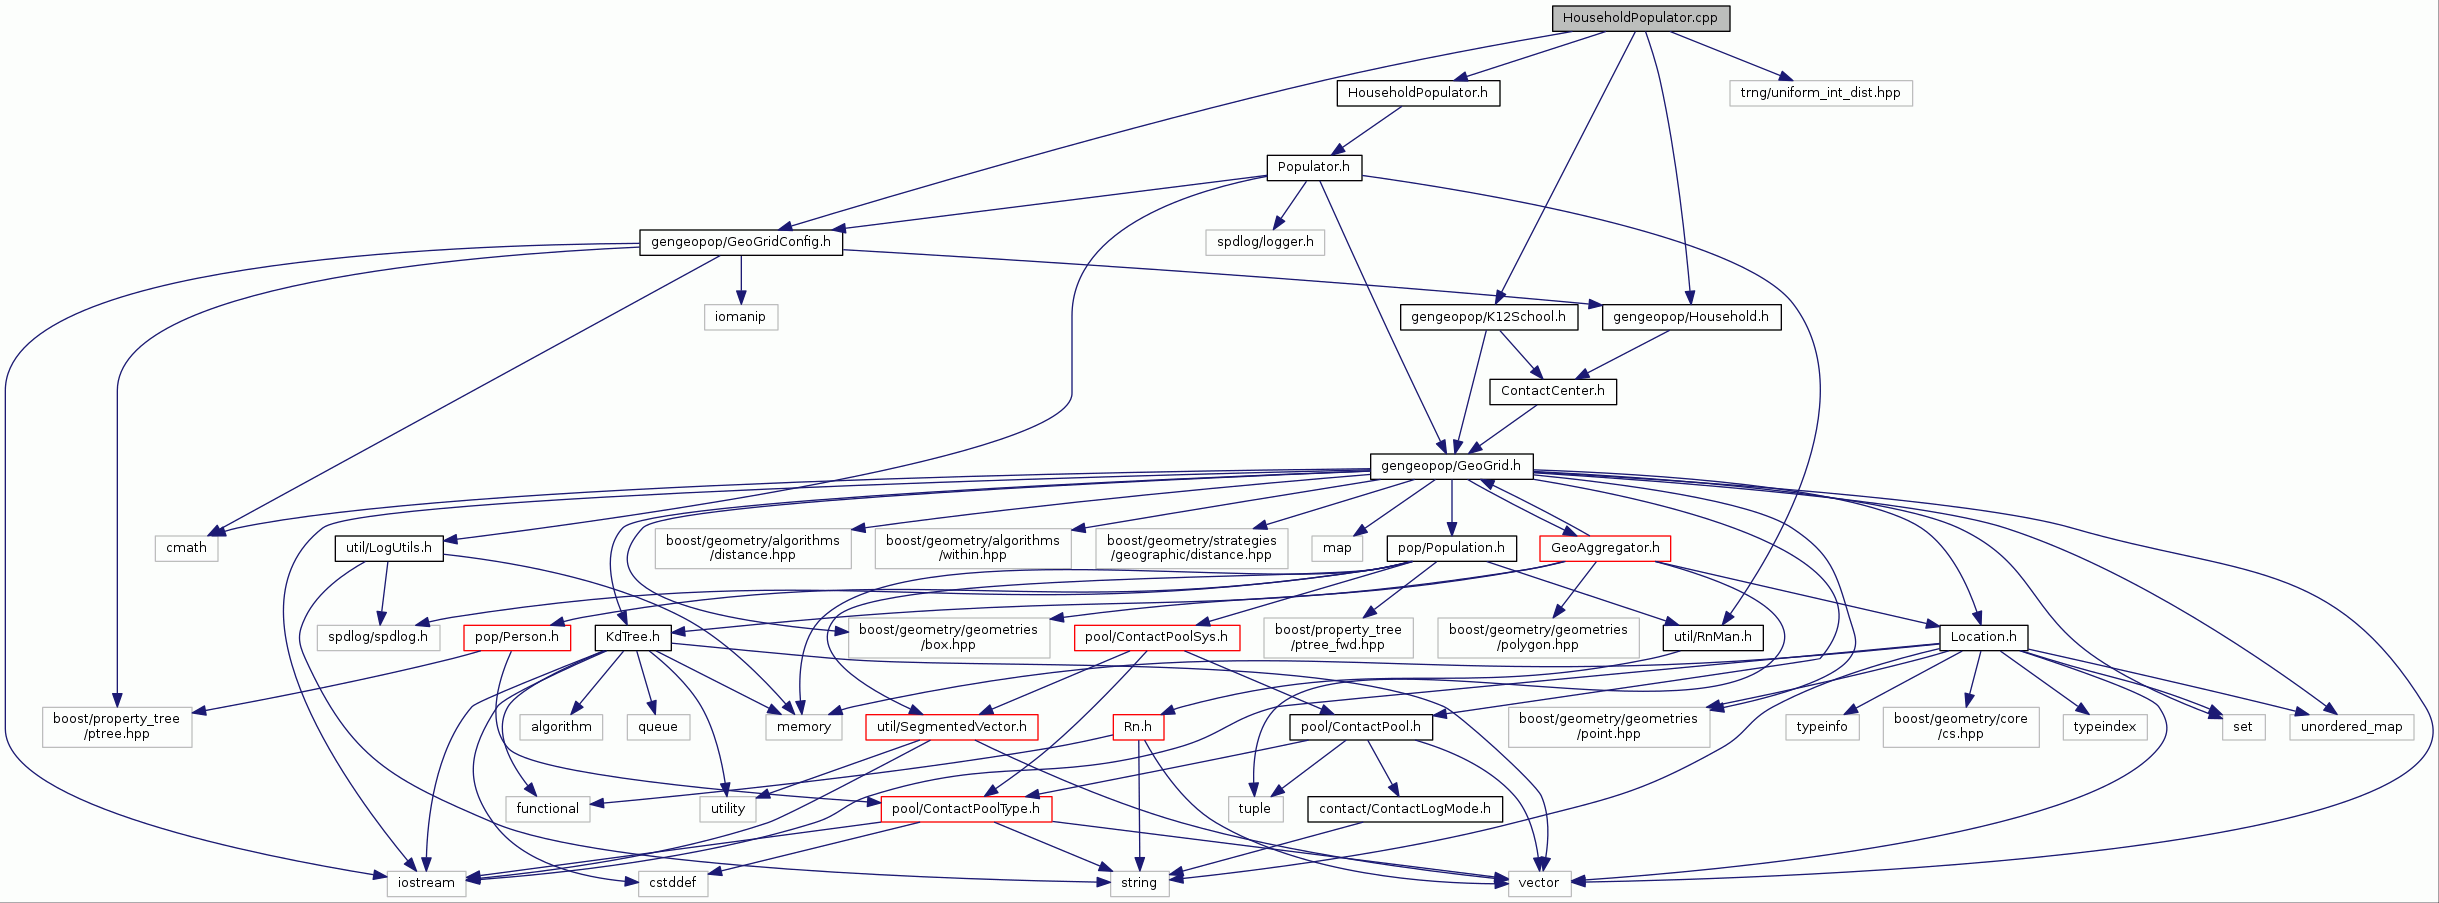 HouseholdPopulator.cpp
HouseholdPopulator.h
trng/uniform_int_dist.hpp
Populator.h
gengeopop/GeoGridConfig.h
spdlog/logger.h
iomanip
gengeopop/K12School.h
gengeopop/Household.h
ContactCenter.h
gengeopop/GeoGrid.h
cmath
util/LogUtils.h
boost/geometry/algorithms
/distance.hpp
boost/geometry/algorithms
/within.hpp
boost/geometry/strategies
/geographic/distance.hpp
map
pop/Population.h
GeoAggregator.h
spdlog/spdlog.h
pop/Person.h
KdTree.h
boost/geometry/geometries
/box.hpp
pool/ContactPoolSys.h
boost/property_tree
/ptree_fwd.hpp
boost/geometry/geometries
/polygon.hpp
util/RnMan.h
Location.h
boost/property_tree
/ptree.hpp
algorithm
queue
memory
util/SegmentedVector.h
Rn.h
pool/ContactPool.h
boost/geometry/geometries
/point.hpp
typeinfo
boost/geometry/core
/cs.hpp
typeindex
set
unordered_map
functional
utility
pool/ContactPoolType.h
tuple
contact/ContactLogMode.h
iostream
cstddef
string
vector